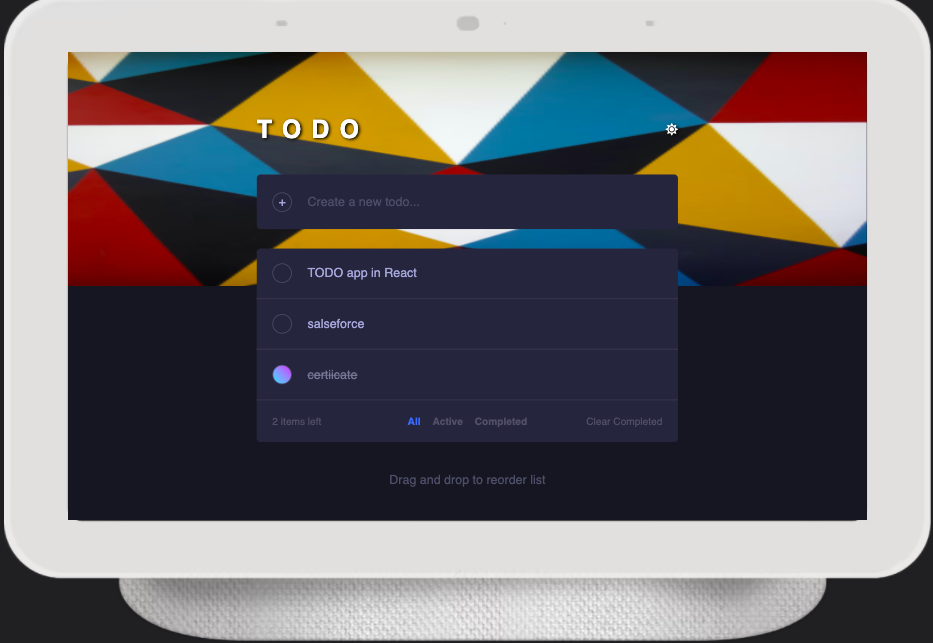 TODO
Create a new todo...
TODO app in React
salseforce
certiicate
2 items left All Active Completed Clear Completed
Drag and drop to reorder list